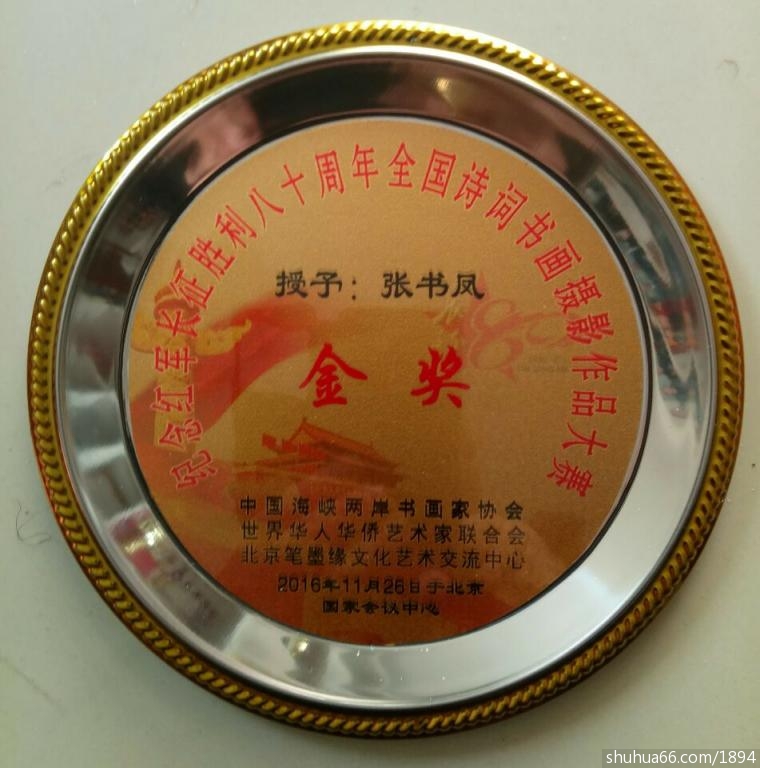 纪念红军长征胜利八十周年全国诗词书画摄影作品大赛
授予：张书凤
金奖
中国海峡两岸书画家协会
世界华人华侨艺术家联合会
北京笔墨缘文化艺术交流中心
2016年11月26日于北京
国家会议中心
shuhua66.com/1894